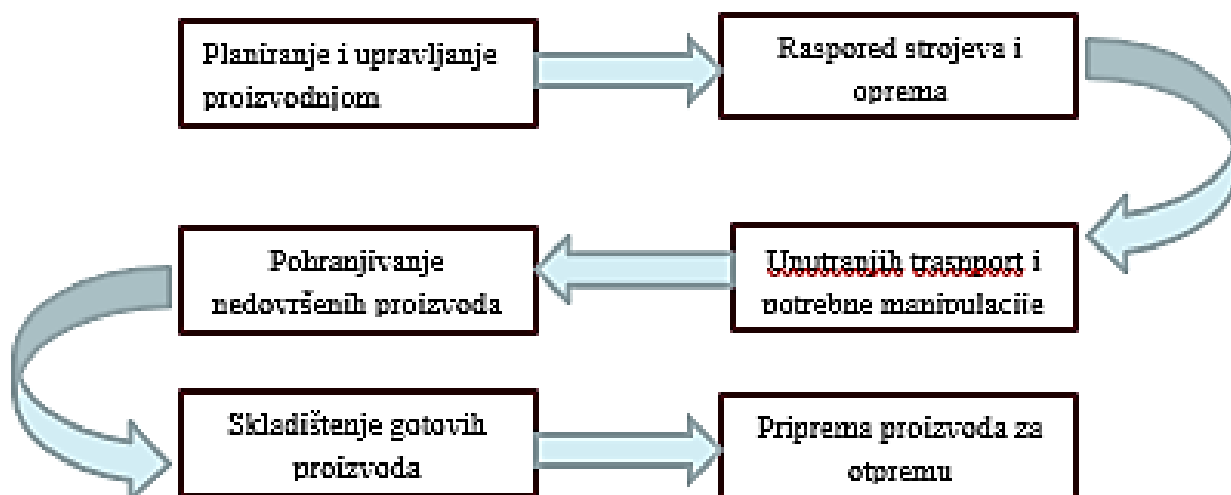 Planiranje i upravljanje
proizvodnjom
Raspored strojeva i
oprema
Unutranjih traspport i
potrebne manipulacije
Pohranjivanje
nedovršenih proizvoda
Skladištenje gotovih
proizvoda
Priprema proizvoda za
otpremu